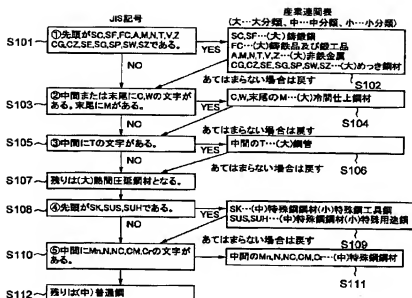 JIS記号
産業連関表
(大…大分類、中…中分類、小…小分類)
S101
①先頭がSC,SF,FC,A,M,N,T,V,Z
CG,CZ,SE,SG,SP,SW,SZである。
YES
SC,SF…(大)鋳鍛鋼
FC…(大)鋳鉄品及び鍛工品
A,M,N,T,V,Z…(大)非鉄金属
CG,CZ,SE,SG,SP,SW,SZ…(大)めっき鋼材
S102
NO
あてはまらない場合は戻す
S103
②中間または末尾にC,Wの文字が
ある。末尾にMがある。
YES
C,W,末尾のM…(大)冷間仕上鋼材
S104
NO
あてはまらない場合は戻す
S105
③中間にTの文字がある。
YES
中間のT…(大)鋼管
S106
NO
あてはまらない場合は戻す
S107
残りは(大)熱間圧延鋼材となる。
S108
④先頭がSK,SUS,SUHである。
YES
SK…(中)特殊鋼鋼材(小)特殊鋼工具鋼
SUS,SUH…(中)特殊鋼鋼材(小)特殊用途鋼
S109
NO
あてはまらない場合は戻す
S110
⑤中間にMn,N,NC,CM,Crの文字が
ある。
YES
中間のMn,N,NC,CM,Cr…(中)特殊鋼材
S111
NO
S112
残りは(中)普通鋼